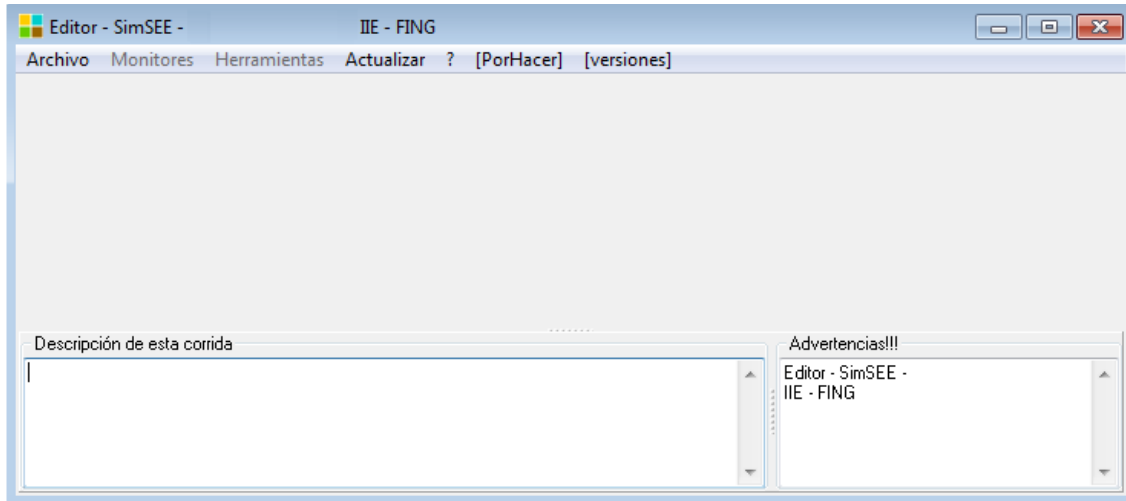 Editor - SimSEE - IIE - FING
Archivo Monitores Herramientas Actualizar ? [PorHacer] [versiones]
Descripción de esta corrida
Advertencias!!!
Editor - SimSEE -
IIE - FING